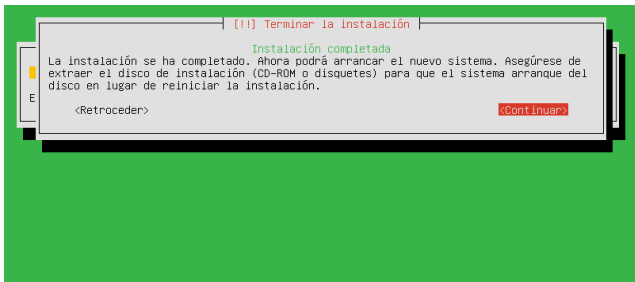 [!!] Terminar la instalación
Instalación completada
La instalación se ha completado. Ahora podrá arrancar el nuevo sistema. Asegúrese de
extraer el disco de instalación (CD-ROM o disquetes) para que el sistema arranque del
disco en lugar de reiniciar la instalación.
E
<Retroceder> <Continuar>